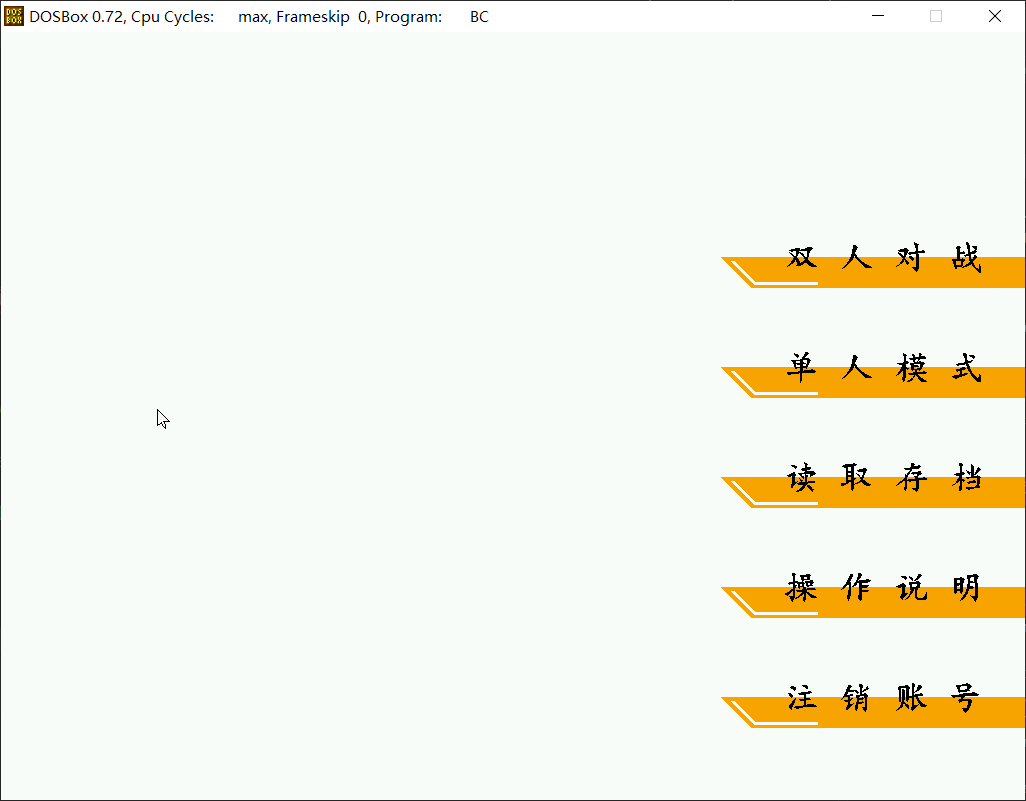 DOSBox 0.72, Cpu Cycles: max, Frameskip 0, Program: BC
双人对战
单人模式
读取存档
操作说明
注销账号